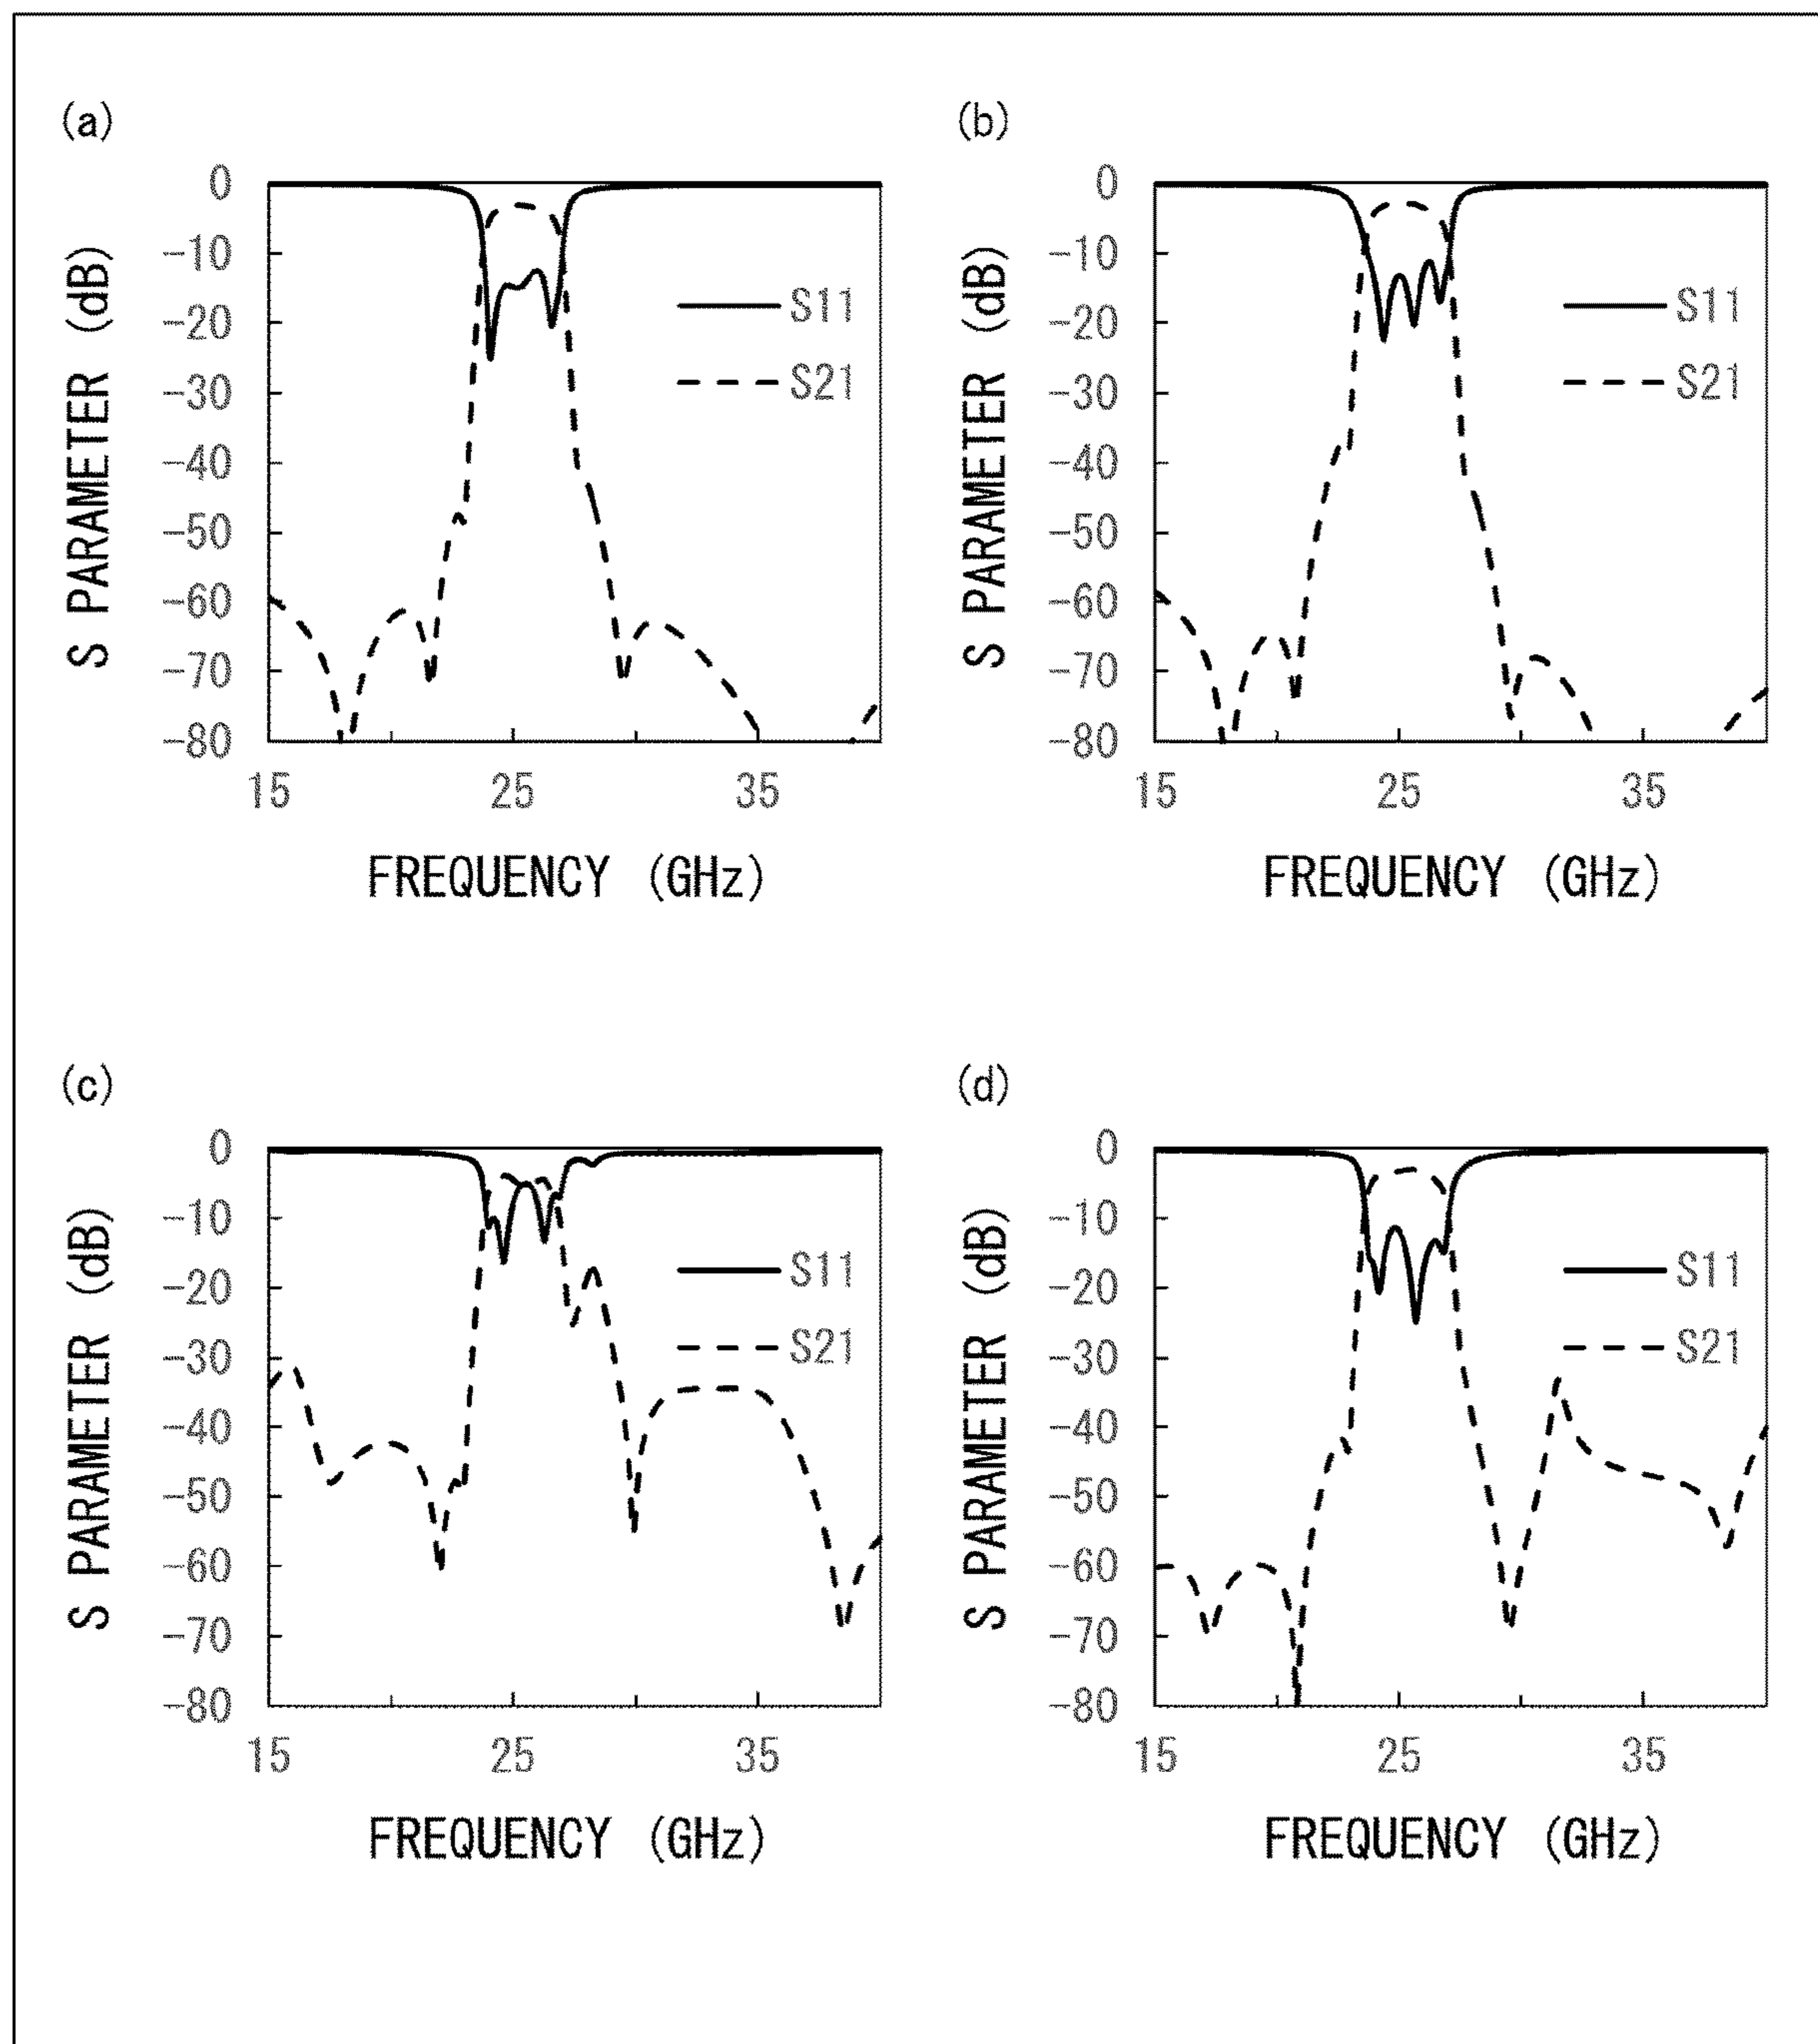 (a)
0
-10
-20
-30
-40
-50
-60
-70
-80
S PARAMETER (dB)
S11
S21
15 25 35
FREQUENCY (GHz)
(b)
0
-10
-20
-30
-40
-50
-60
-70
-80
S PARAMETER (dB)
S11
S21
15 25 35
FREQUENCY (GHz)
(c)
0
-10
-20
-30
-40
-50
-60
-70
-80
S PARAMETER (dB)
S11
S21
15 25 35
FREQUENCY (GHz)
(d)
0
-10
-20
-30
-40
-50
-60
-70
-80
S PARAMETER (dB)
S11
S21
15 25 35
FREQUENCY (GHz)